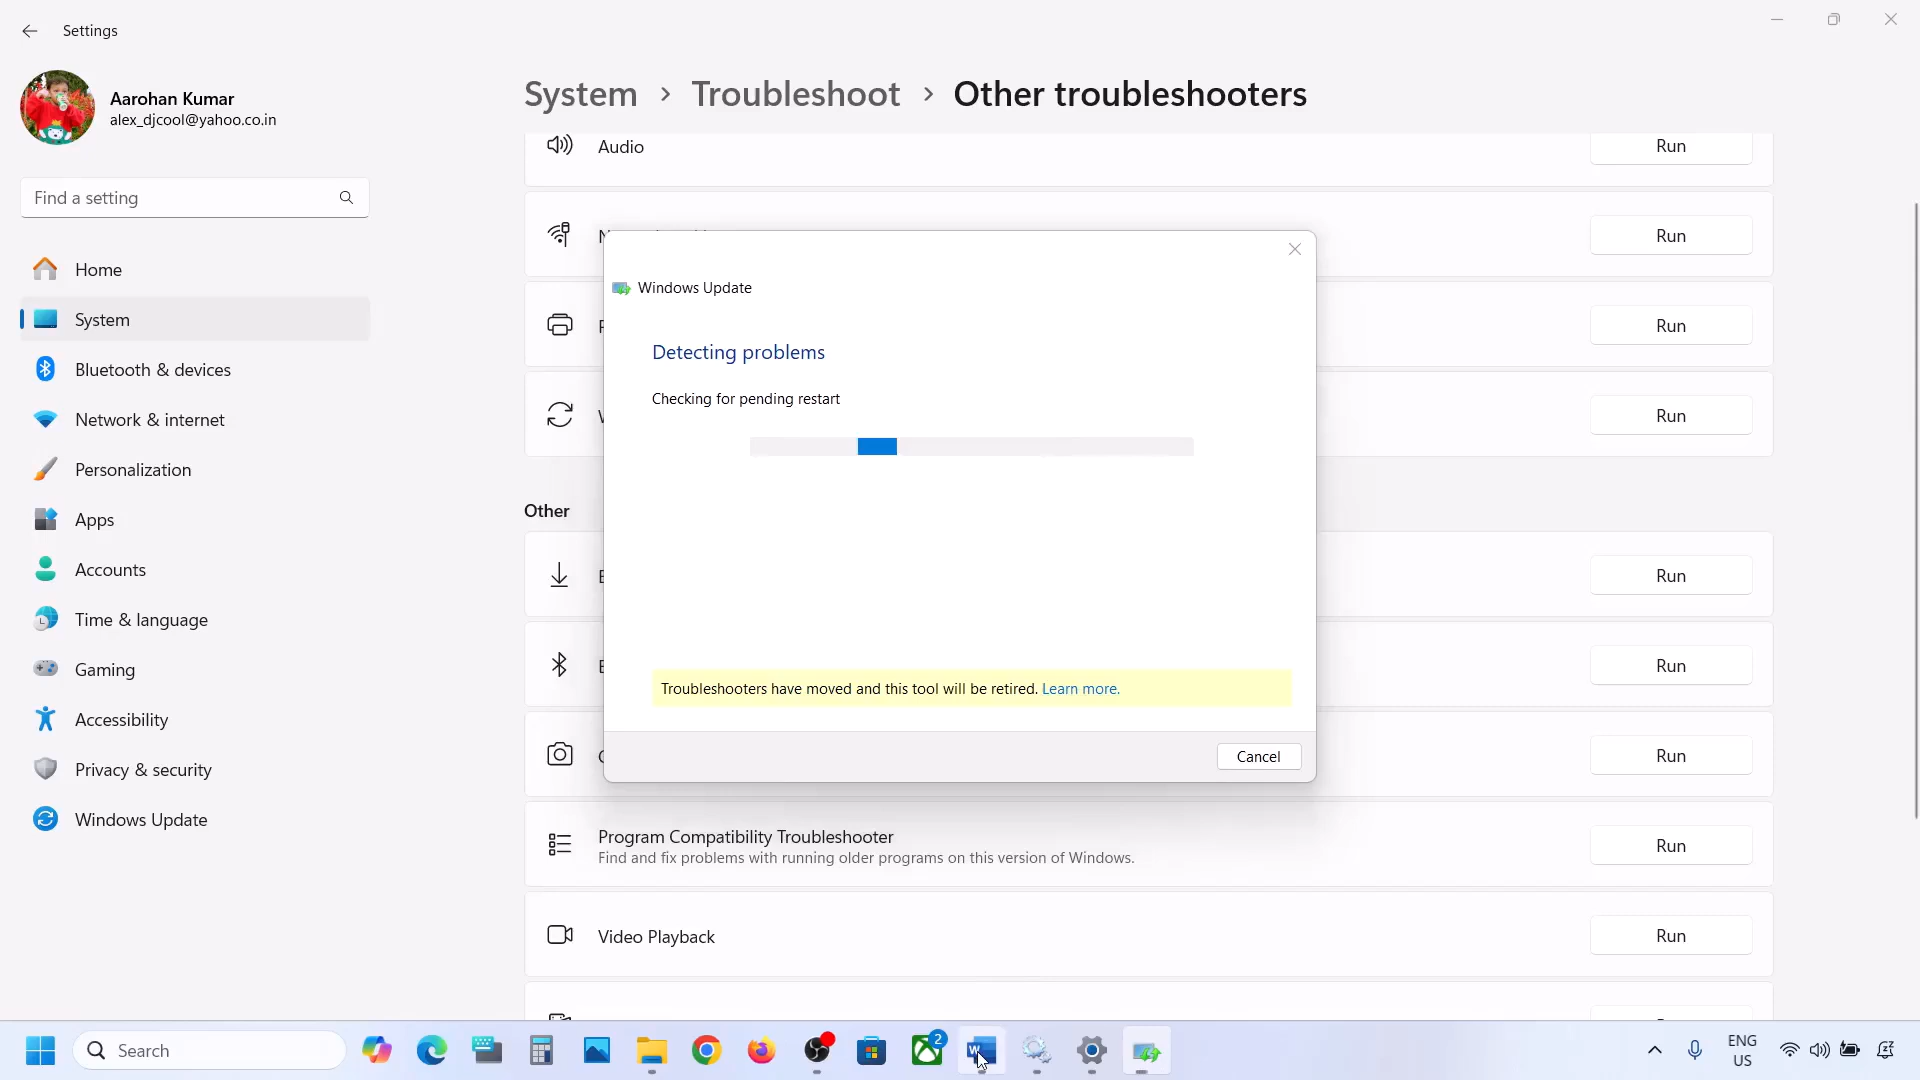 Settings
Aarohan Kumar
alex_djcool@yahoo.co.in
Find a setting
Home
System
Bluetooth & devices
Network & internet
Personalization
Apps
Accounts
Time & language
Gaming
Accessibility
Privacy & security
Windows Update
System > Troubleshoot > Other troubleshooters
Audio
Run
Run
Run
Run
Other
Run
Run
Run
Program Compatibility Troubleshooter
Find and fix problems with running older programs on this version of Windows.
Run
Video Playback
Run
Windows Update
Detecting problems
Checking for pending restart
Troubleshooters have moved and this tool will be retired. Learn more.
Cancel
Search
2
ENG
US